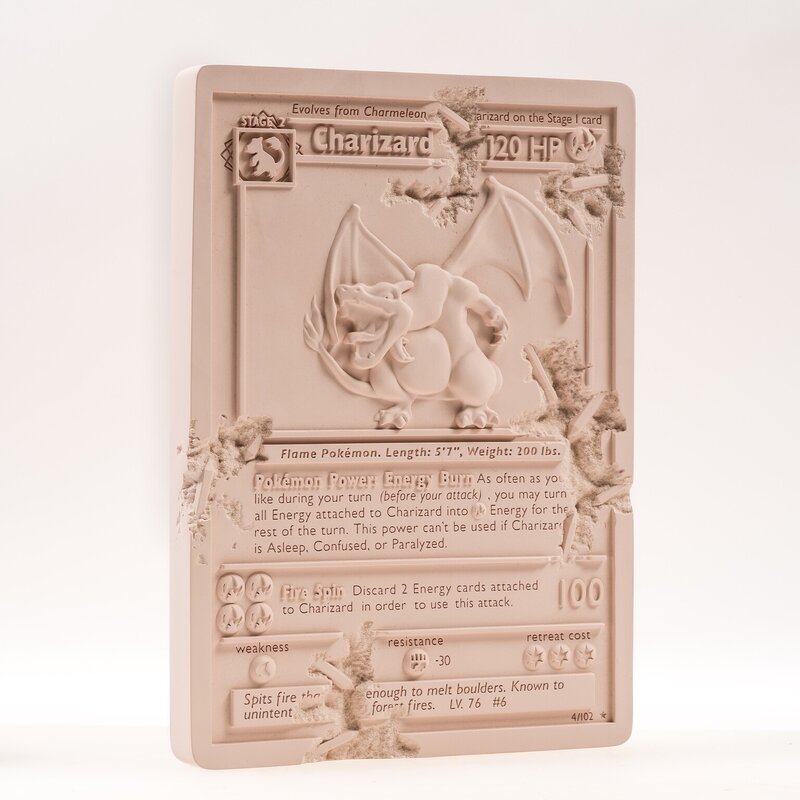 Evolves from Charmeleon arizard on the Stage 1 card
STAGE 2
Charizard 120 HP
Flame Pokémon. Length: 5'7", Weight: 200 lbs.
Pokémon Power: Energy Burn As often as you
like during your turn (before your attack), you may turn
all Energy attached to Charizard into Energy for the
rest of the turn. This power can't be used if Charizard
is Asleep, Confused, or Paralyzed.
Fire Spin Discard 2 Energy cards attached 100
to Charizard in order to use this attack.
weakness resistance retreat cost
-30
Spits fire tha enough to melt boulders. Known to
unintent forest fires. LV. 76 #6
4/102